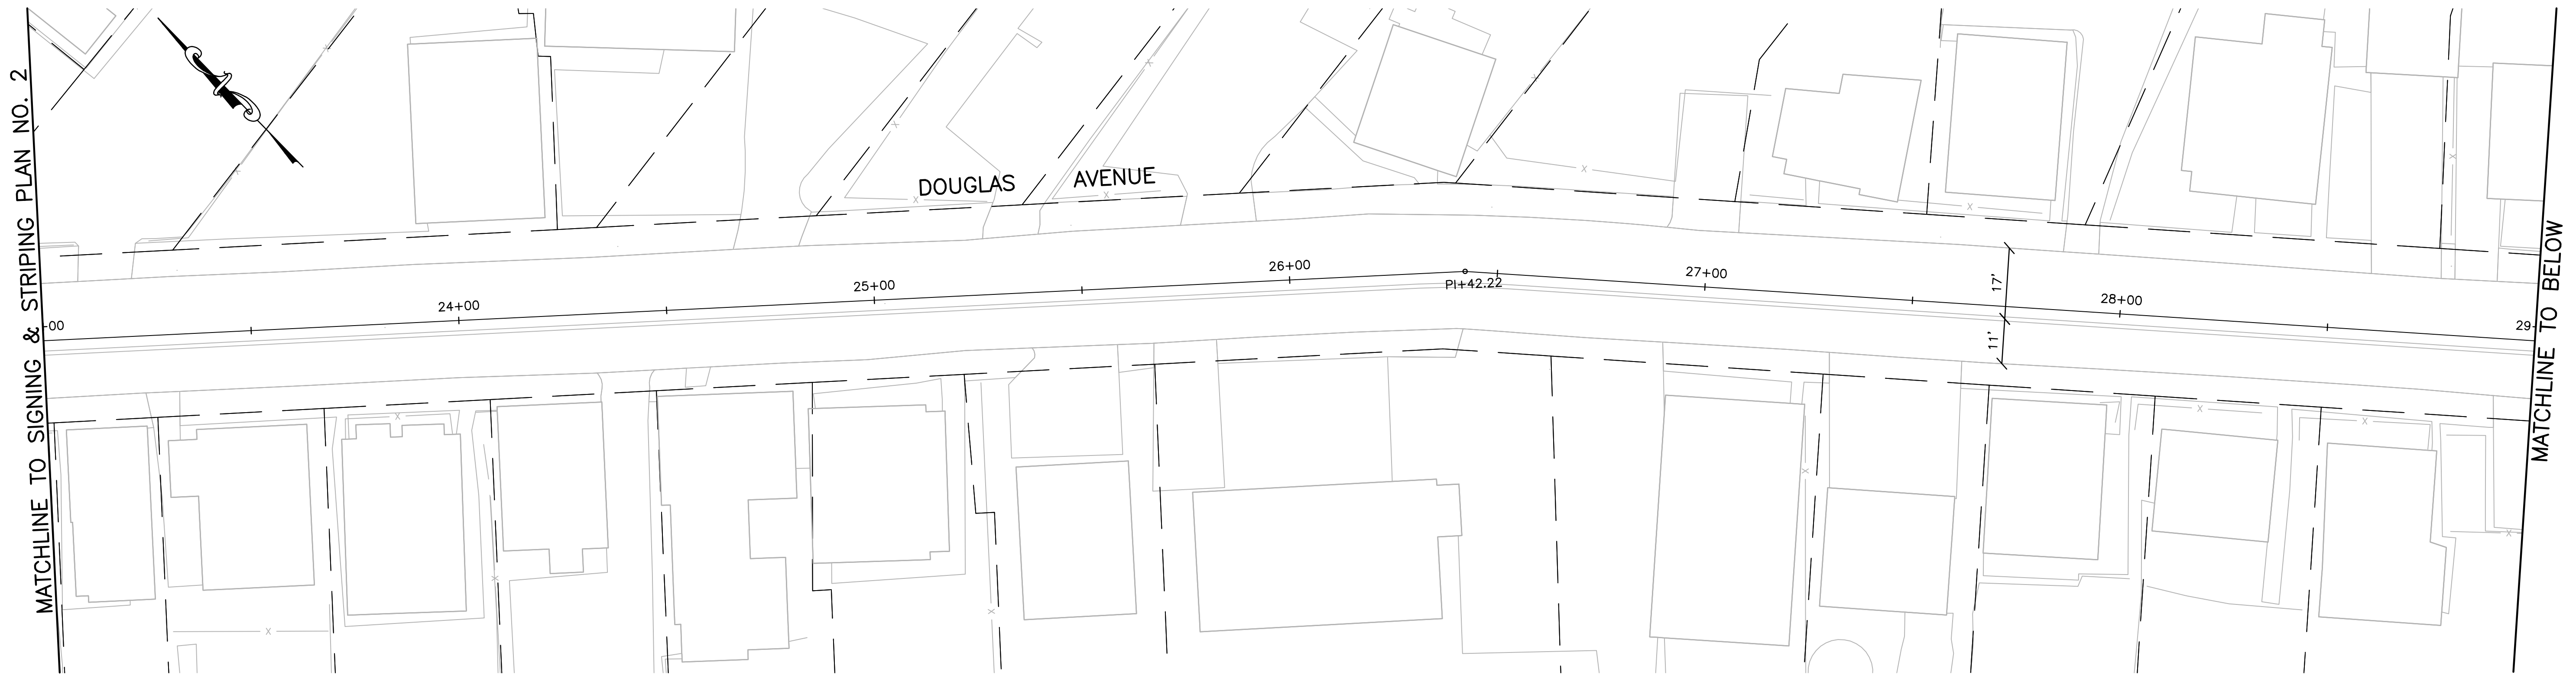 MATCHLINE TO SIGNING & STRIPING PLAN NO. 2
DOUGLAS AVENUE
-00
24+00
25+00
26+00
PI+42.22
27+00
28+00
29-
17'
11'
MATCHLINE TO BELOW